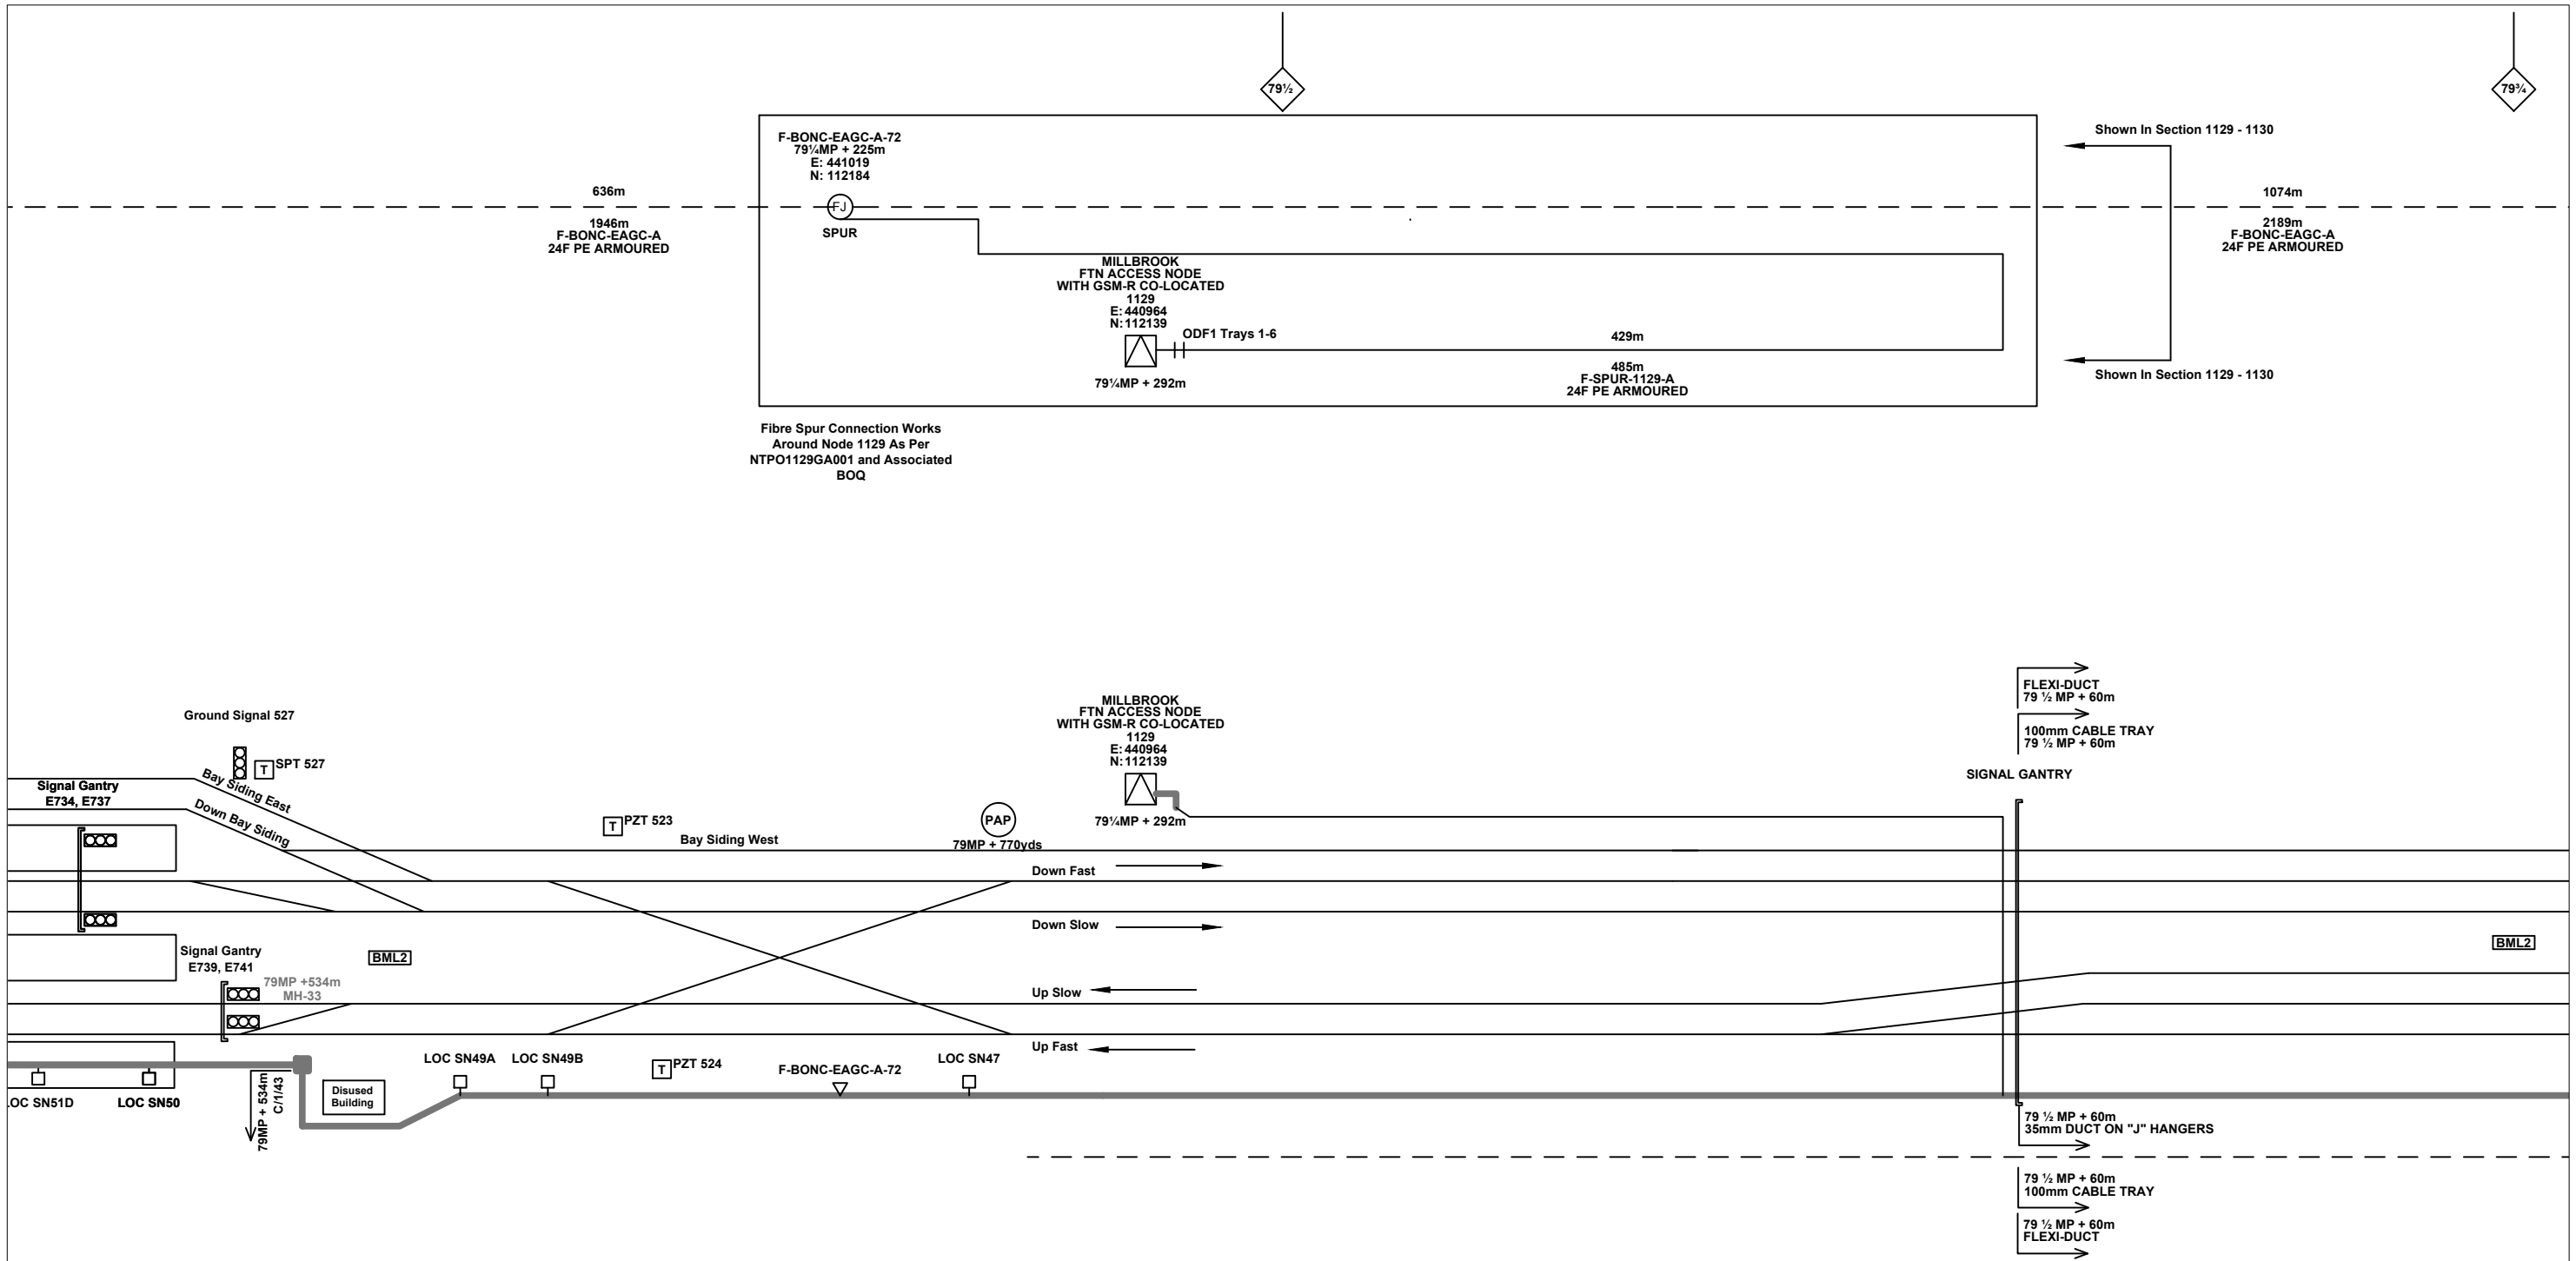 79½
79¾
F-BONC-EAGC-A-72
79¼MP + 225m
E: 441019
N: 112184
Shown In Section 1129 - 1130
636m
1946m
F-BONC-EAGC-A
24F PE ARMOURED
FJ
SPUR
1074m
2189m
F-BONC-EAGC-A
24F PE ARMOURED
MILLBROOK
FTN ACCESS NODE
WITH GSM-R CO-LOCATED
1129
E: 440964
N: 112139
ODF1 Trays 1-6
79¼MP + 292m
429m
485m
F-SPUR-1129-A
24F PE ARMOURED
Shown In Section 1129 - 1130
Fibre Spur Connection Works
Around Node 1129 As Per
NTPO1129GA001 and Associated
BOQ
Ground Signal 527
T SPT 527
Signal Gantry
E734, E737
Bay Siding East
Down Bay Siding
T PZT 523
Bay Siding West
PAP
79MP + 770yds
MILLBROOK
FTN ACCESS NODE
WITH GSM-R CO-LOCATED
1129
E: 440964
N: 112139
79¼MP + 292m
FLEXI-DUCT
79 ½ MP + 60m
100mm CABLE TRAY
79 ½ MP + 60m
SIGNAL GANTRY
Down Fast
Down Slow
Signal Gantry
E739, E741
BML2
BML2
79MP +534m
MH-33
Up Slow
Up Fast
LOC SN49A
LOC SN49B
T PZT 524
F-BONC-EAGC-A-72
LOC SN47
.OC SN51D
LOC SN50
79MP + 534m
C/1/43
Disused
Building
79 ½ MP + 60m
35mm DUCT ON "J" HANGERS
79 ½ MP + 60m
100mm CABLE TRAY
79 ½ MP + 60m
FLEXI-DUCT